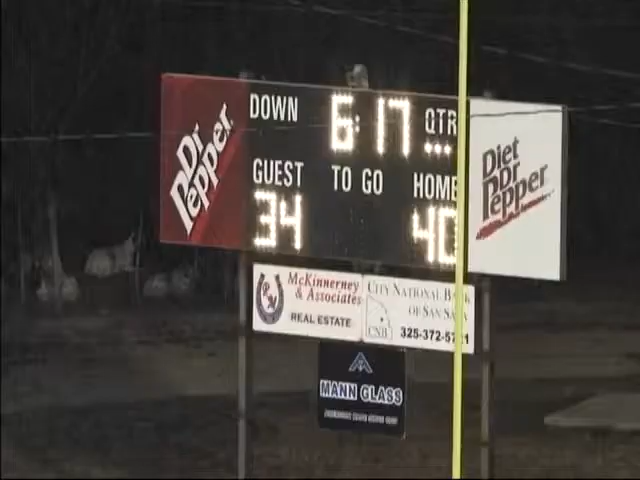 Dr Pepper
DOWN 6:17 QTR
GUEST TO GO HOME
34 40
Diet
Dr
Pepper
McKinnerney
& Associates
REAL ESTATE
CITY NATIONAL BANK
OF SAN SABA
CNB 325-372-5
MANN GLASS